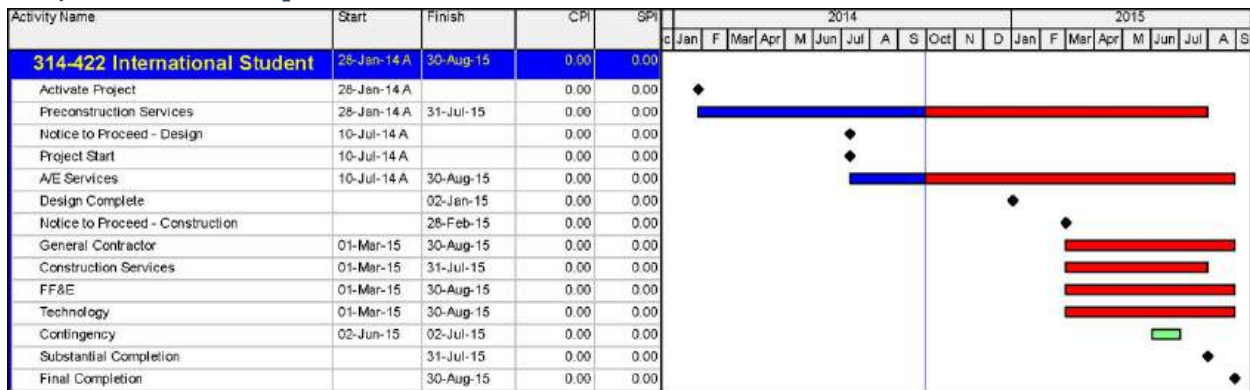 Activity Name Start Finish CPI SPI 2014 2015
c Jan F Mar Apr M Jun Jul A S Oct N D Jan F Mar Apr M Jun Jul A S
314-422 International Student 28-Jan-14 A 30-Aug-15 0.00 0.00
Activate Project 28-Jan-14 A 0.00 0.00
Preconstruction Services 28-Jan-14 A 31-Jul-15 0.00 0.00
Notice to Proceed - Design 10-Jul-14 A 0.00 0.00
Project Start 10-Jul-14 A 0.00 0.00
A/E Services 10-Jul-14 A 30-Aug-15 0.00 0.00
Design Complete 02-Jan-15 0.00 0.00
Notice to Proceed - Construction 28-Feb-15 0.00 0.00
General Contractor 01-Mar-15 30-Aug-15 0.00 0.00
Construction Services 01-Mar-15 31-Jul-15 0.00 0.00
FF&E 01-Mar-15 30-Aug-15 0.00 0.00
Technology 01-Mar-15 30-Aug-15 0.00 0.00
Contingency 02-Jun-15 02-Jul-15 0.00 0.00
Substantial Completion 31-Jul-15 0.00 0.00
Final Completion 30-Aug-15 0.00 0.00